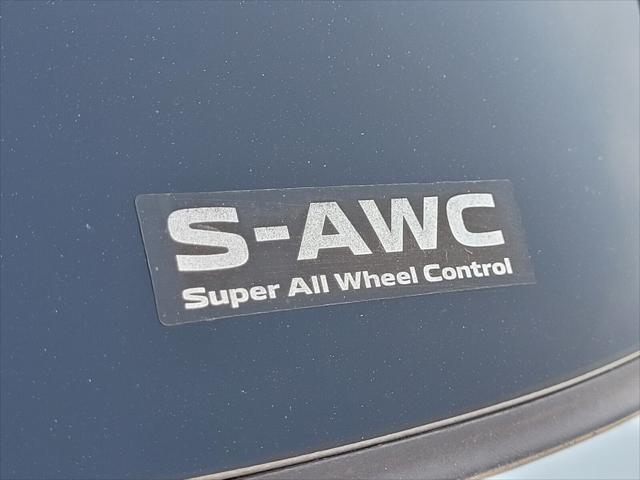 S-AWC
Super All Wheel Control